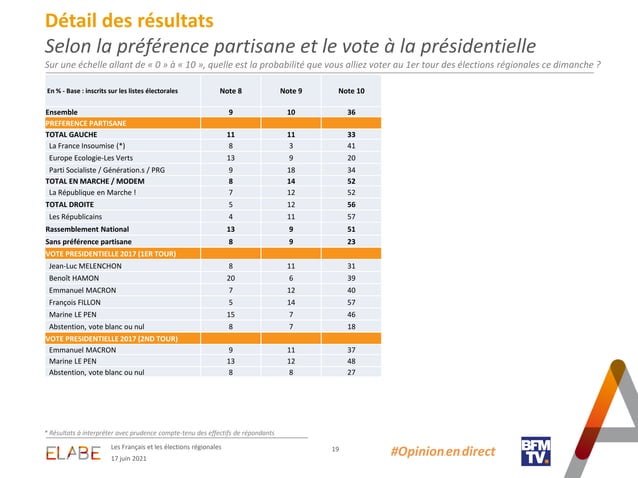 Détail des résultats
Selon la préférence partisane et le vote à la présidentielle
Sur une échelle allant de « 0 » à « 10 », quelle est la probabilité que vous alliez voter au 1er tour des élections régionales ce dimanche ?
En % - Base : inscrits sur les listes électorales Note 8 Note 9 Note 10
Ensemble 9 10 36
PREFERENCE PARTISANE
TOTAL GAUCHE 11 11 33
La France Insoumise (*) 8 3 41
Europe Ecologie-Les Verts 13 9 20
Parti Socialiste / Génération.s / PRG 9 18 34
TOTAL EN MARCHE / MODEM 8 14 52
La République en Marche ! 7 12 52
TOTAL DROITE 5 12 56
Les Républicains 4 11 57
Rassemblement National 13 9 51
Sans préférence partisane 8 9 23
VOTE PRESIDENTIELLE 2017 (1ER TOUR)
Jean-Luc MELENCHON 8 11 31
Benoît HAMON 20 6 39
Emmanuel MACRON 7 12 40
François FILLON 5 14 57
Marine LE PEN 15 7 46
Abstention, vote blanc ou nul 8 7 18
VOTE PRESIDENTIELLE 2017 (2ND TOUR)
Emmanuel MACRON 9 11 37
Marine LE PEN 13 12 48
Abstention, vote blanc ou nul 8 8 27
* Résultats à interpréter avec prudence compte-tenu des effectifs de répondants
ELABE
Les Français et les élections régionales
17 juin 2021
19
#Opinion en direct
BFM
TV.